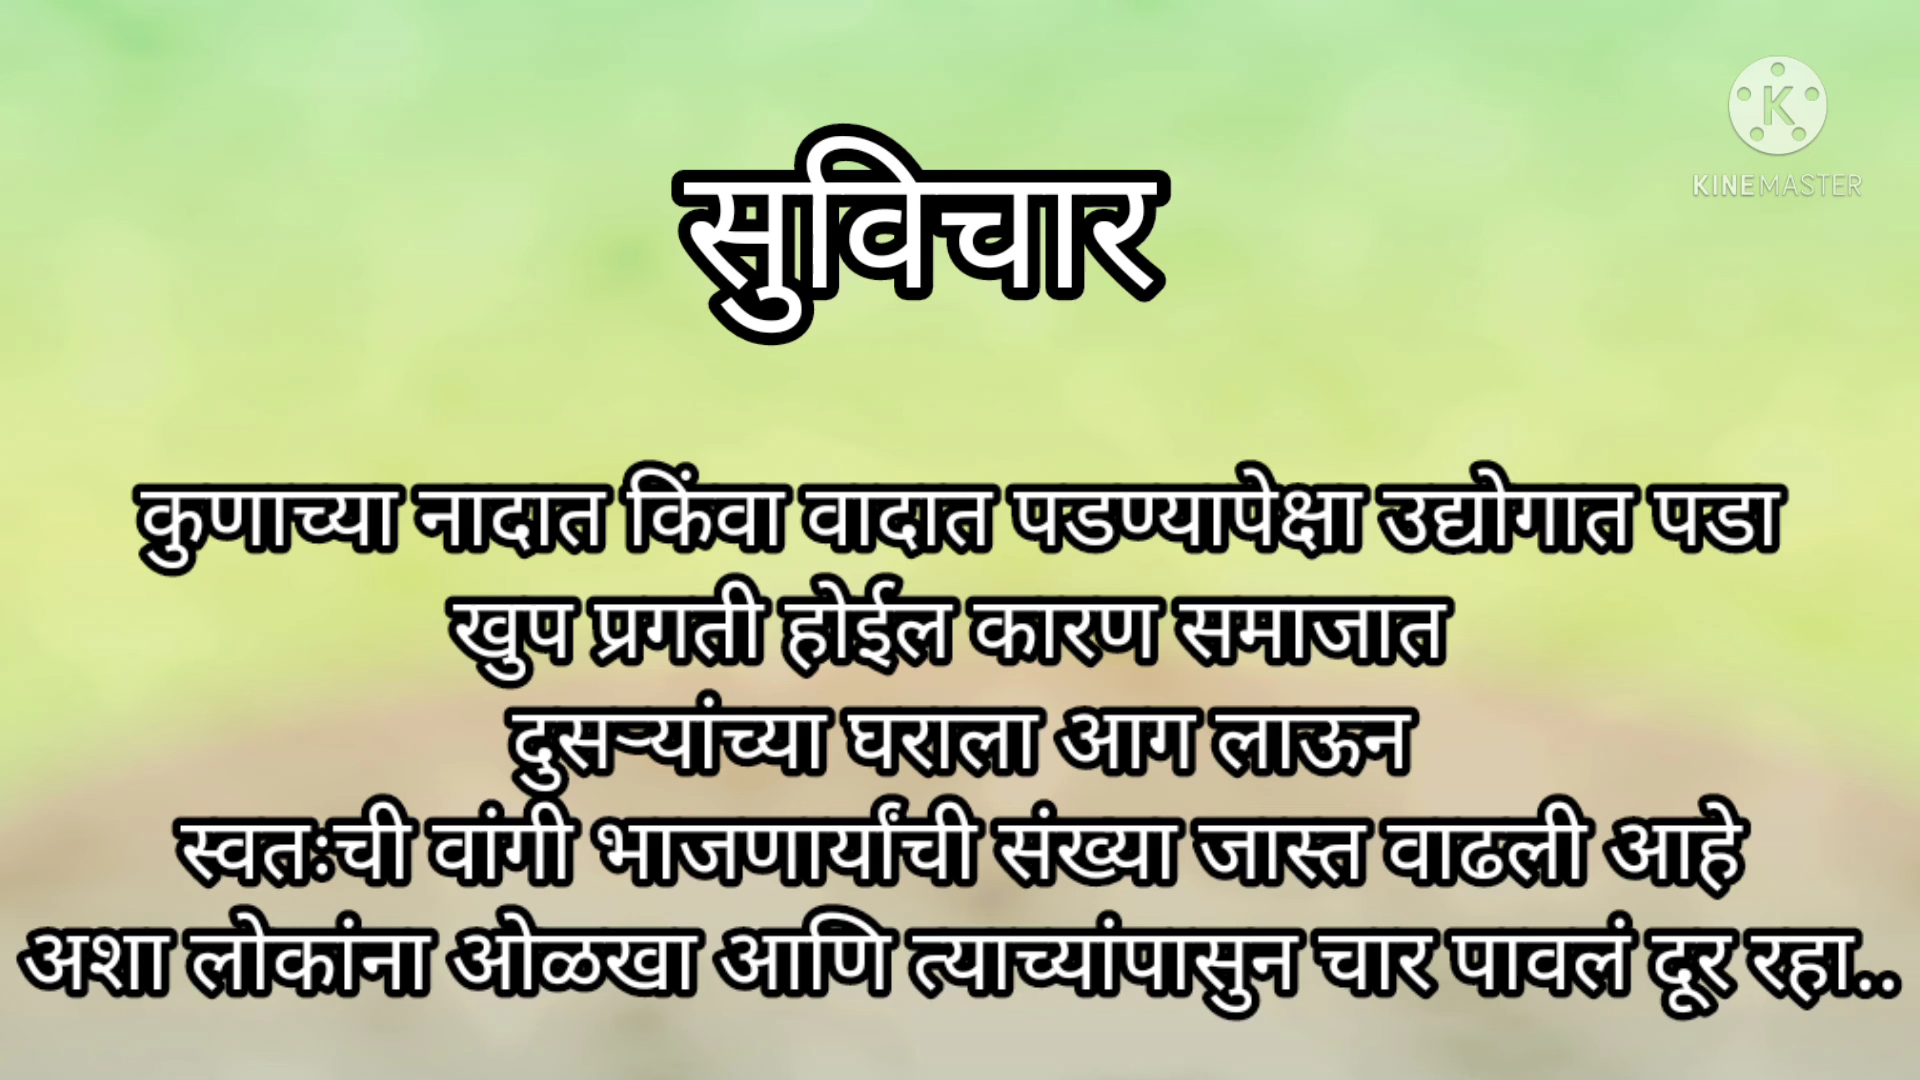 सुविचार
KINEMASTER
कुणाच्या नादात किंवा वादात पडण्यापेक्षा उद्योगात पडा
खुप प्रगती होईल कारण समाजात
दुसऱ्यांच्या घराला आग लाऊन
स्वतःची वांगी भाजणार्यांची संख्या जास्त वाढली आहे
अशा लोकांना ओळखा आणि त्याच्यांपासुन चार पावलं दूर रहा..